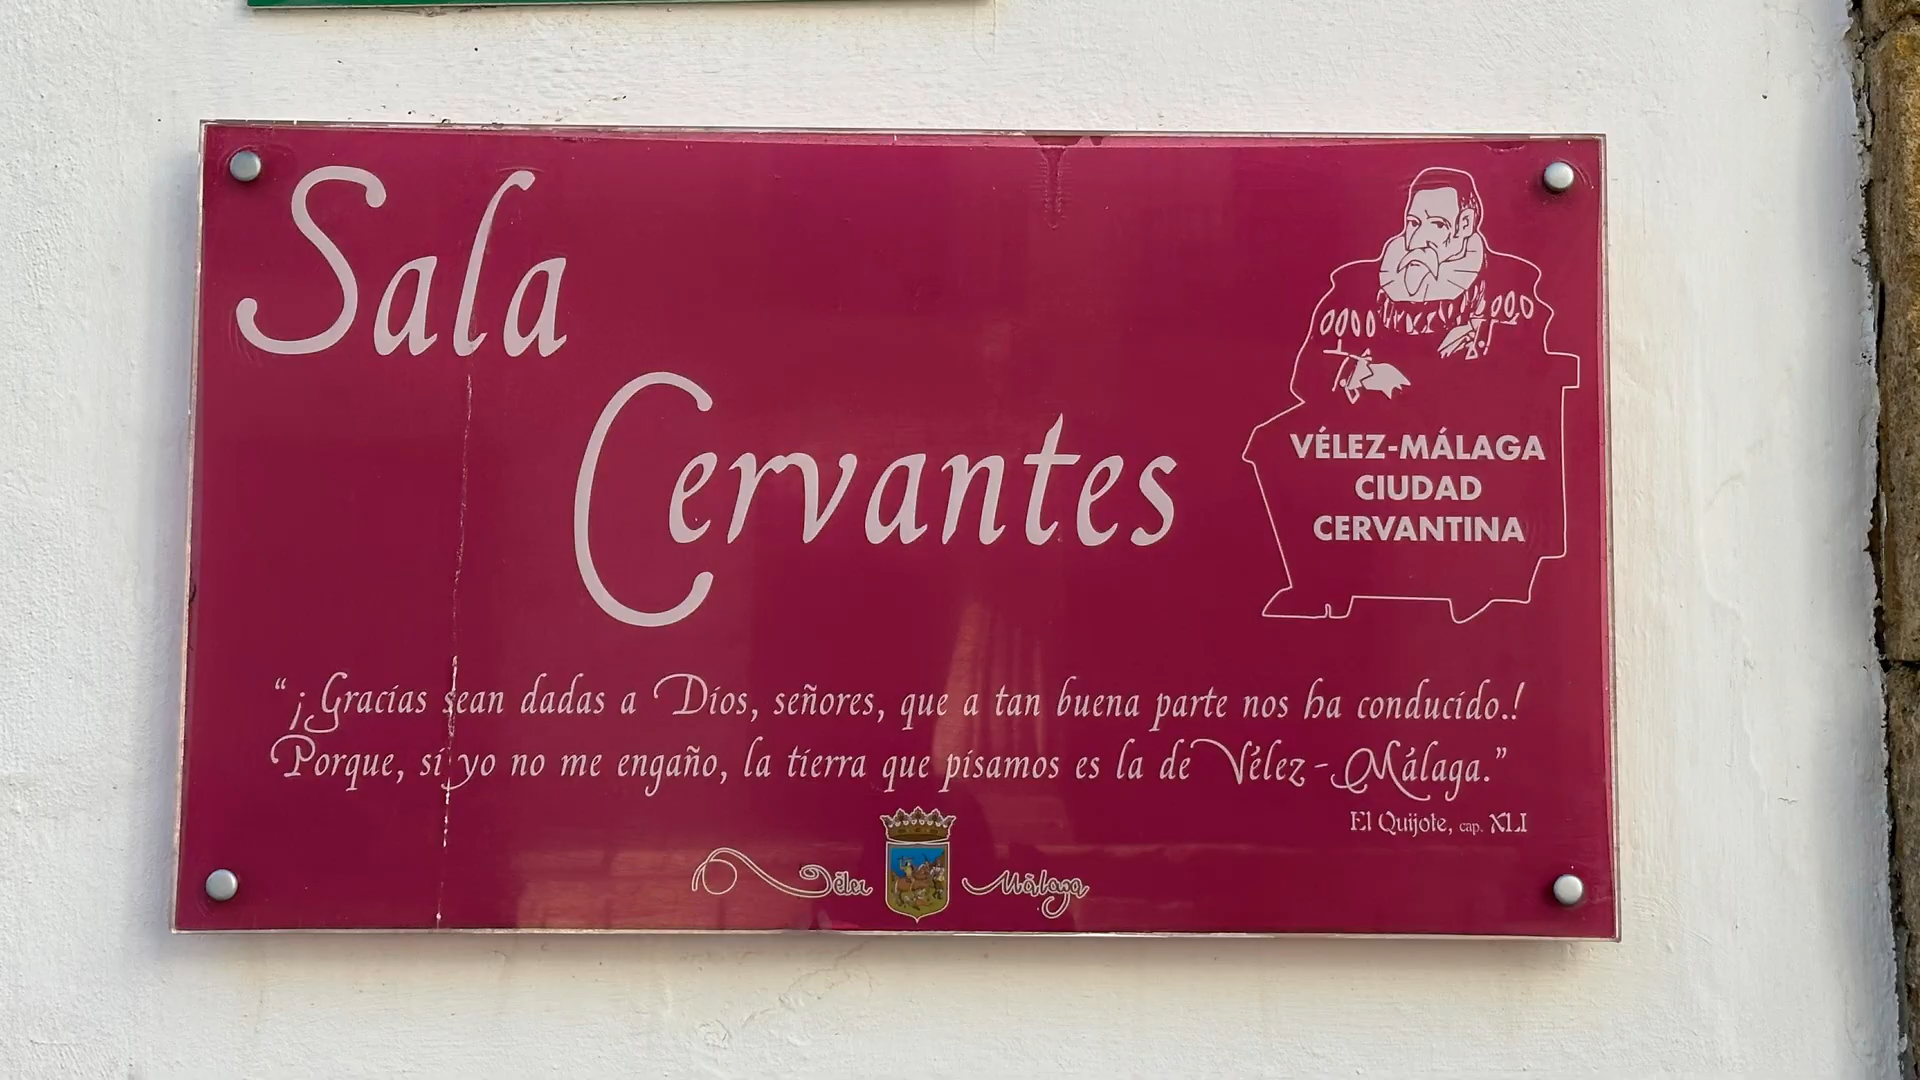 Sala
Cervantes
VÉLEZ-MÁLAGA
CIUDAD
CERVANTINA
“¡Gracias sean dadas a Dios, señores, que a tan buena parte nos ha conducido.!
Porque, si yo no me engaño, la tierra que pisamos es la de Vélez-Málaga.”
El Quijote, cap. XLI
Vélez Málaga